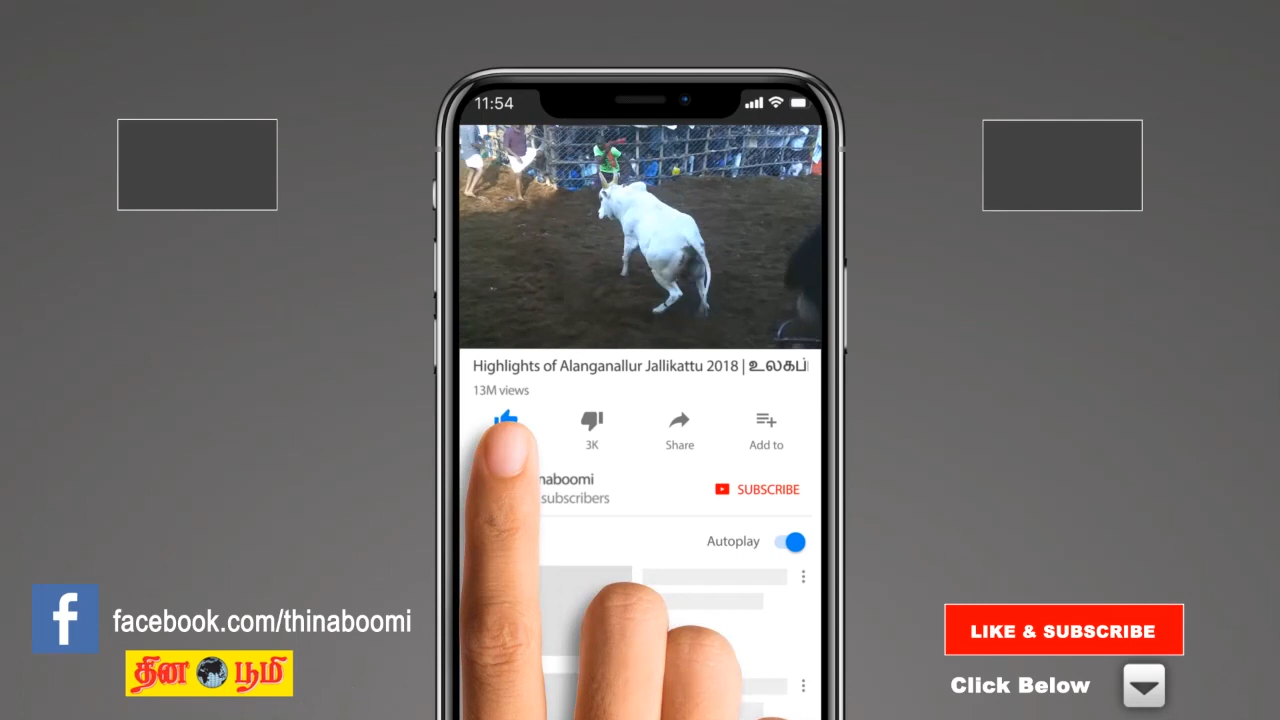 11:54
Highlights of Alanganallur Jallikattu 2018 | உலகப்
13M views
3K
Share
Add to
naboomi
subscribers
SUBSCRIBE
Autoplay
facebook.com/thinaboomi
தின பூமி
LIKE & SUBSCRIBE
Click Below